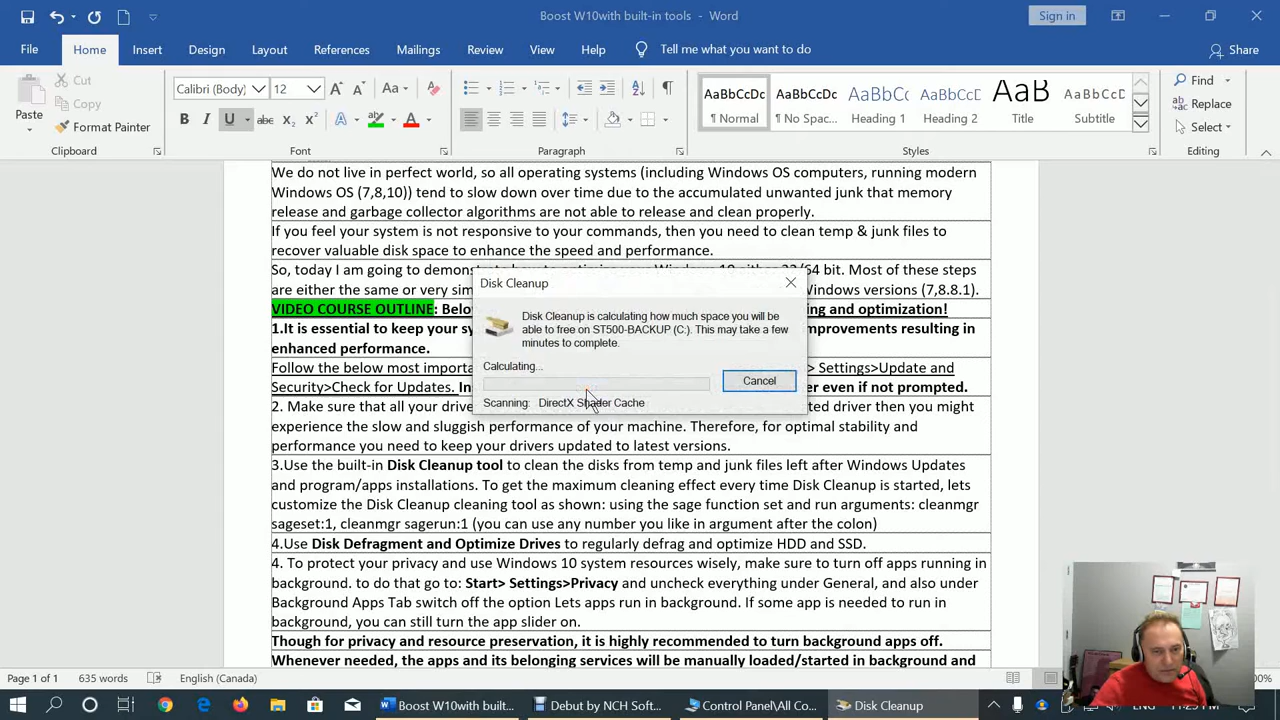 Boost W10with built-in tools - Word
Sign in
File Home Insert Design Layout References Mailings Review View Help Tell me what you want to do Share
Paste
Cut
Copy
Format Painter
Clipboard
Calibri (Body) 12
Font
Paragraph
AaBbCcDc AaBbCcDc AaBbCc AaBbCcD AaB AaBbCcD
¶ Normal ¶ No Spac... Heading 1 Heading 2 Title Subtitle
Styles
Find
Replace
Select
Editing
We do not live in perfect world, so all operating systems (including Windows OS computers, running modern
Windows OS (7,8,10)) tend to slow down over time due to the accumulated unwanted junk that memory
release and garbage collector algorithms are not able to release and clean properly.
If you feel your system is not responsive to your commands, then you need to clean temp & junk files to
recover valuable disk space to enhance the speed and performance.
So, today I am going to 64 bit. Most of these steps
are either the same or very indows versions (7,8.8.1).
VIDEO COURSE OUTLINE: Belo ing and optimization!
1.It is essential to keep your sy mprovements resulting in
enhanced performance.
Follow the below most importa > Settings>Update and
Security>Check for Updates. In er even if not prompted.
2. Make sure that all your drive ted driver then you might
experience the slow and sluggish performance of your machine. Therefore, for optimal stability and
performance you need to keep your drivers updated to latest versions.
3.Use the built-in Disk Cleanup tool to clean the disks from temp and junk files left after Windows Updates
and program/apps installations. To get the maximum cleaning effect every time Disk Cleanup is started, lets
customize the Disk Cleanup cleaning tool as shown: using the sage function set and run arguments: cleanmgr
sageset:1, cleanmgr sagerun:1 (you can use any number you like in argument after the colon)
4.Use Disk Defragment and Optimize Drives to regularly defrag and optimize HDD and SSD.
4. To protect your privacy and use Windows 10 system resources wisely, make sure to turn off apps running in
background. to do that go to: Start> Settings>Privacy and uncheck everything under General, and also under
Background Apps Tab switch off the option Lets apps run in background. If some app is needed to run in
background, you can still turn the app slider on.
Though for privacy and resource preservation, it is highly recommended to turn background apps off.
Whenever needed, the apps and its belonging services will be manually loaded/started in background and
Disk Cleanup
Disk Cleanup is calculating how much space you will be
able to free on ST500-BACKUP (C:). This may take a few
minutes to complete.
Calculating...
Cancel
Scanning: DirectX Shader Cache
Page 1 of 1 635 words English (Canada)
Boost W10with built... Debut by NCH Soft... Control Panel\All Co... Disk Cleanup